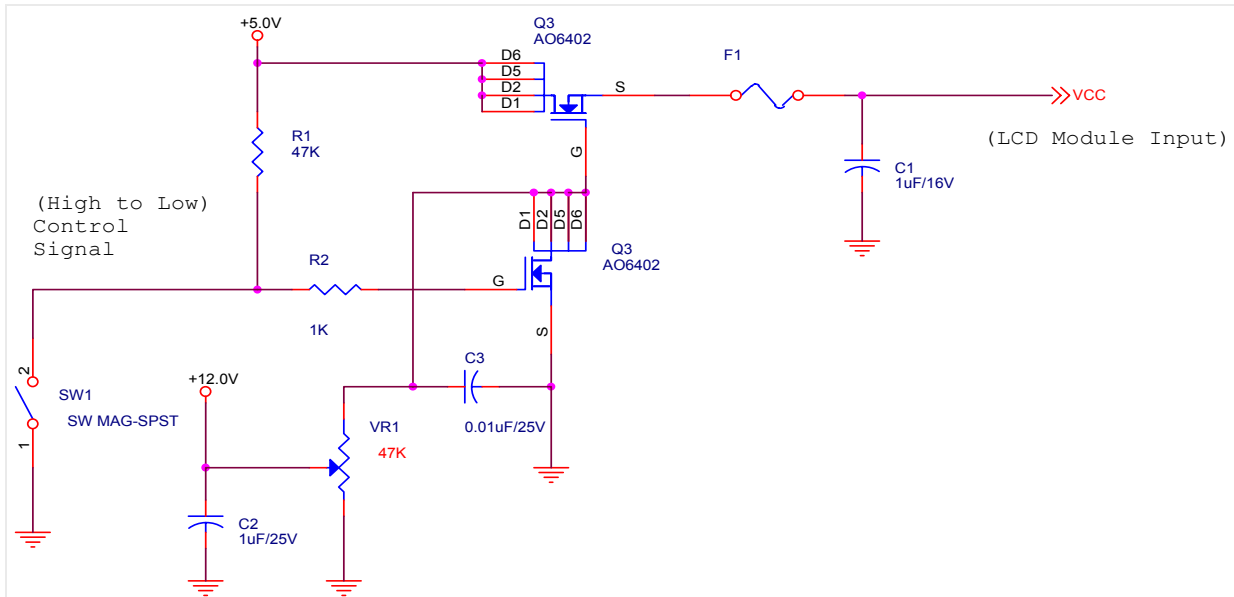 +5.0V
Q3
AO6402
D6
D5
D2
D1
S
G
F1
VCC
(LCD Module Input)
R1
47K
C1
1uF/16V
(High to Low)
Control
Signal
D1
D2
D5
D6
Q3
AO6402
R2
1K
G
S
2
1
SW1
SW MAG-SPST
+12.0V
C3
0.01uF/25V
VR1
47K
C2
1uF/25V